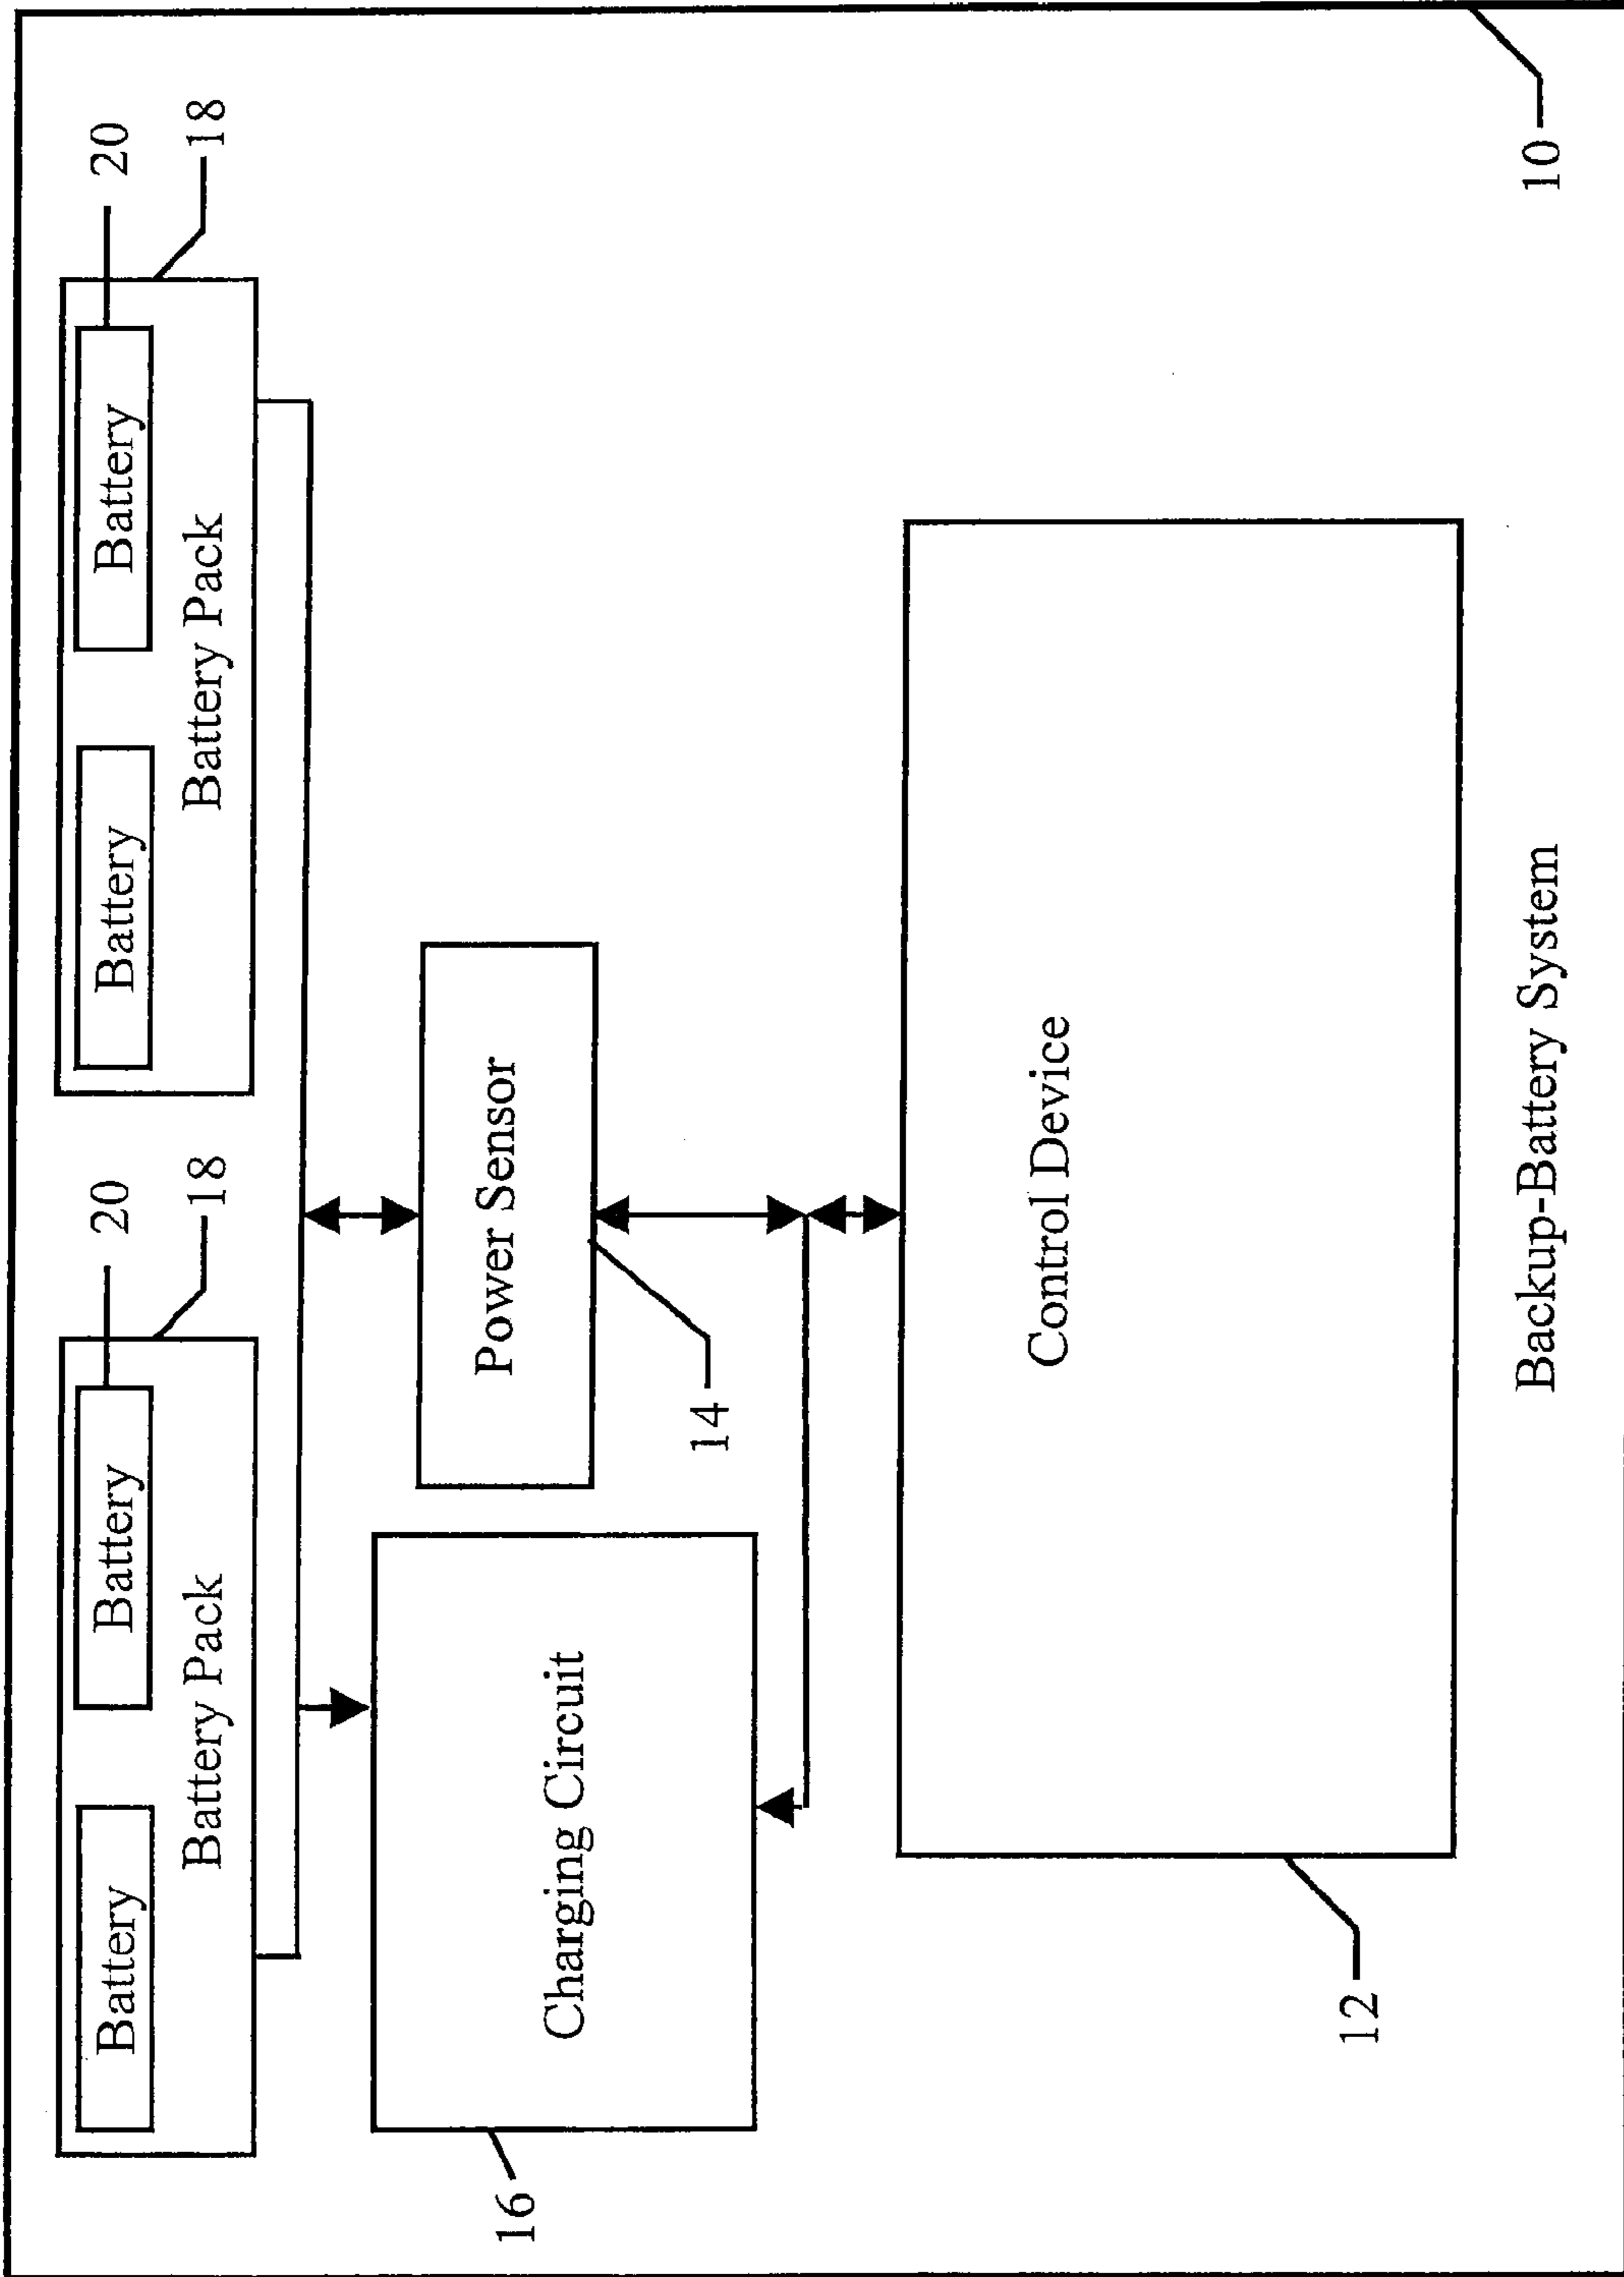 20
18
20
18
Battery
Battery
Battery
Battery
Battery Pack
Battery Pack
Power Sensor
14
Charging Circuit
16
Control Device
12
Backup-Battery System
10